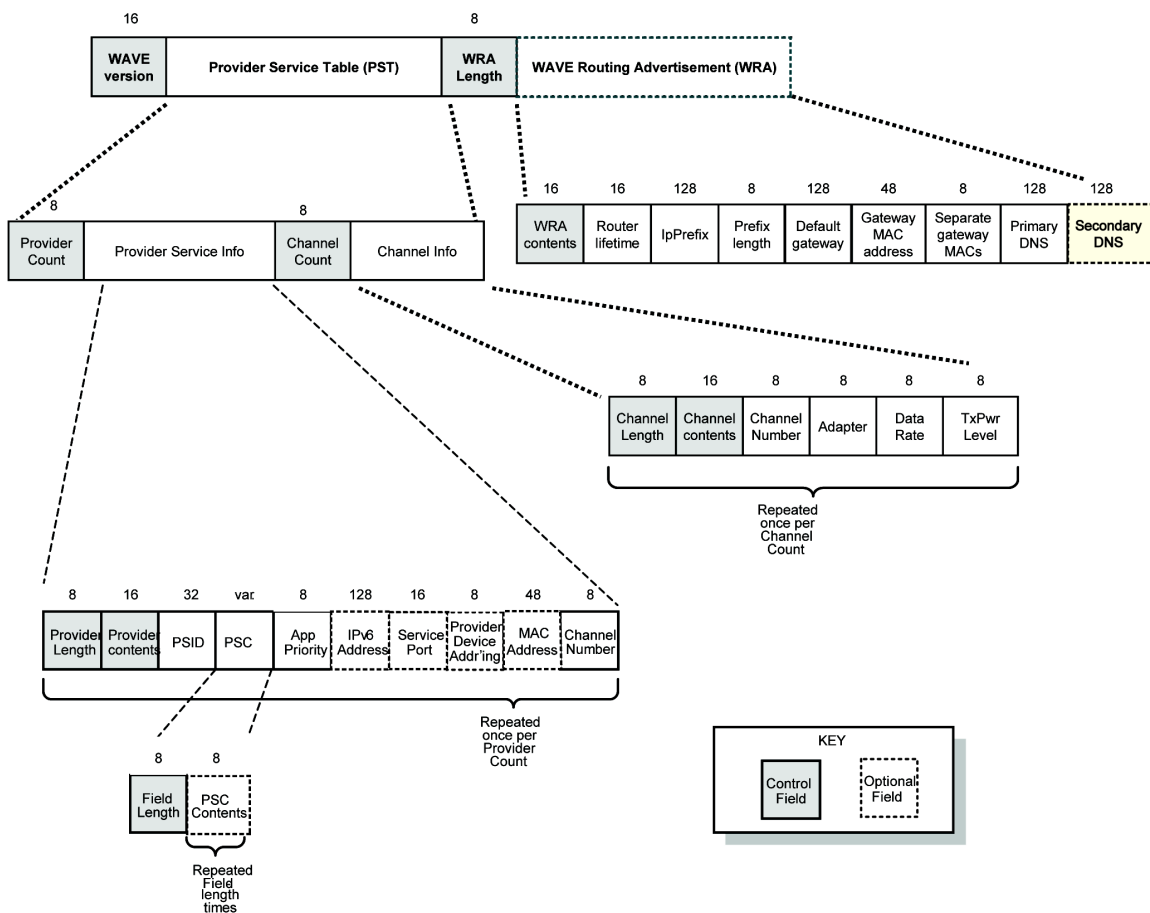 16
8
WAVE
version
Provider Service Table (PST)
WRA
Length
WAVE Routing Advertisement (WRA)
8
8
Provider
Count
Provider Service Info
Channel
Count
Channel Info
16
16
128
8
128
48
8
128
128
WRA
contents
Router
lifetime
IpPrefix
Prefix
length
Default
gateway
Gateway
MAC
address
Separate
gateway
MACs
Primary
DNS
Secondary
DNS
8
16
8
8
8
8
Channel
Length
Channel
contents
Channel
Number
Adapter
Data
Rate
TxPwr
Level
Repeated
once per
Channel
Count
8
16
32
var.
8
128
16
8
48
8
Provider
Length
Provider
contents
PSID
PSC
App
Priority
IPv6
Address
Service
Port
Provider
Device
Addr'ing
MAC
Address
Channel
Number
Repeated
once per
Provider
Count
8
8
Field
Length
PSC
Contents
Repeated
Field
length
times
KEY
Control
Field
Optional
Field